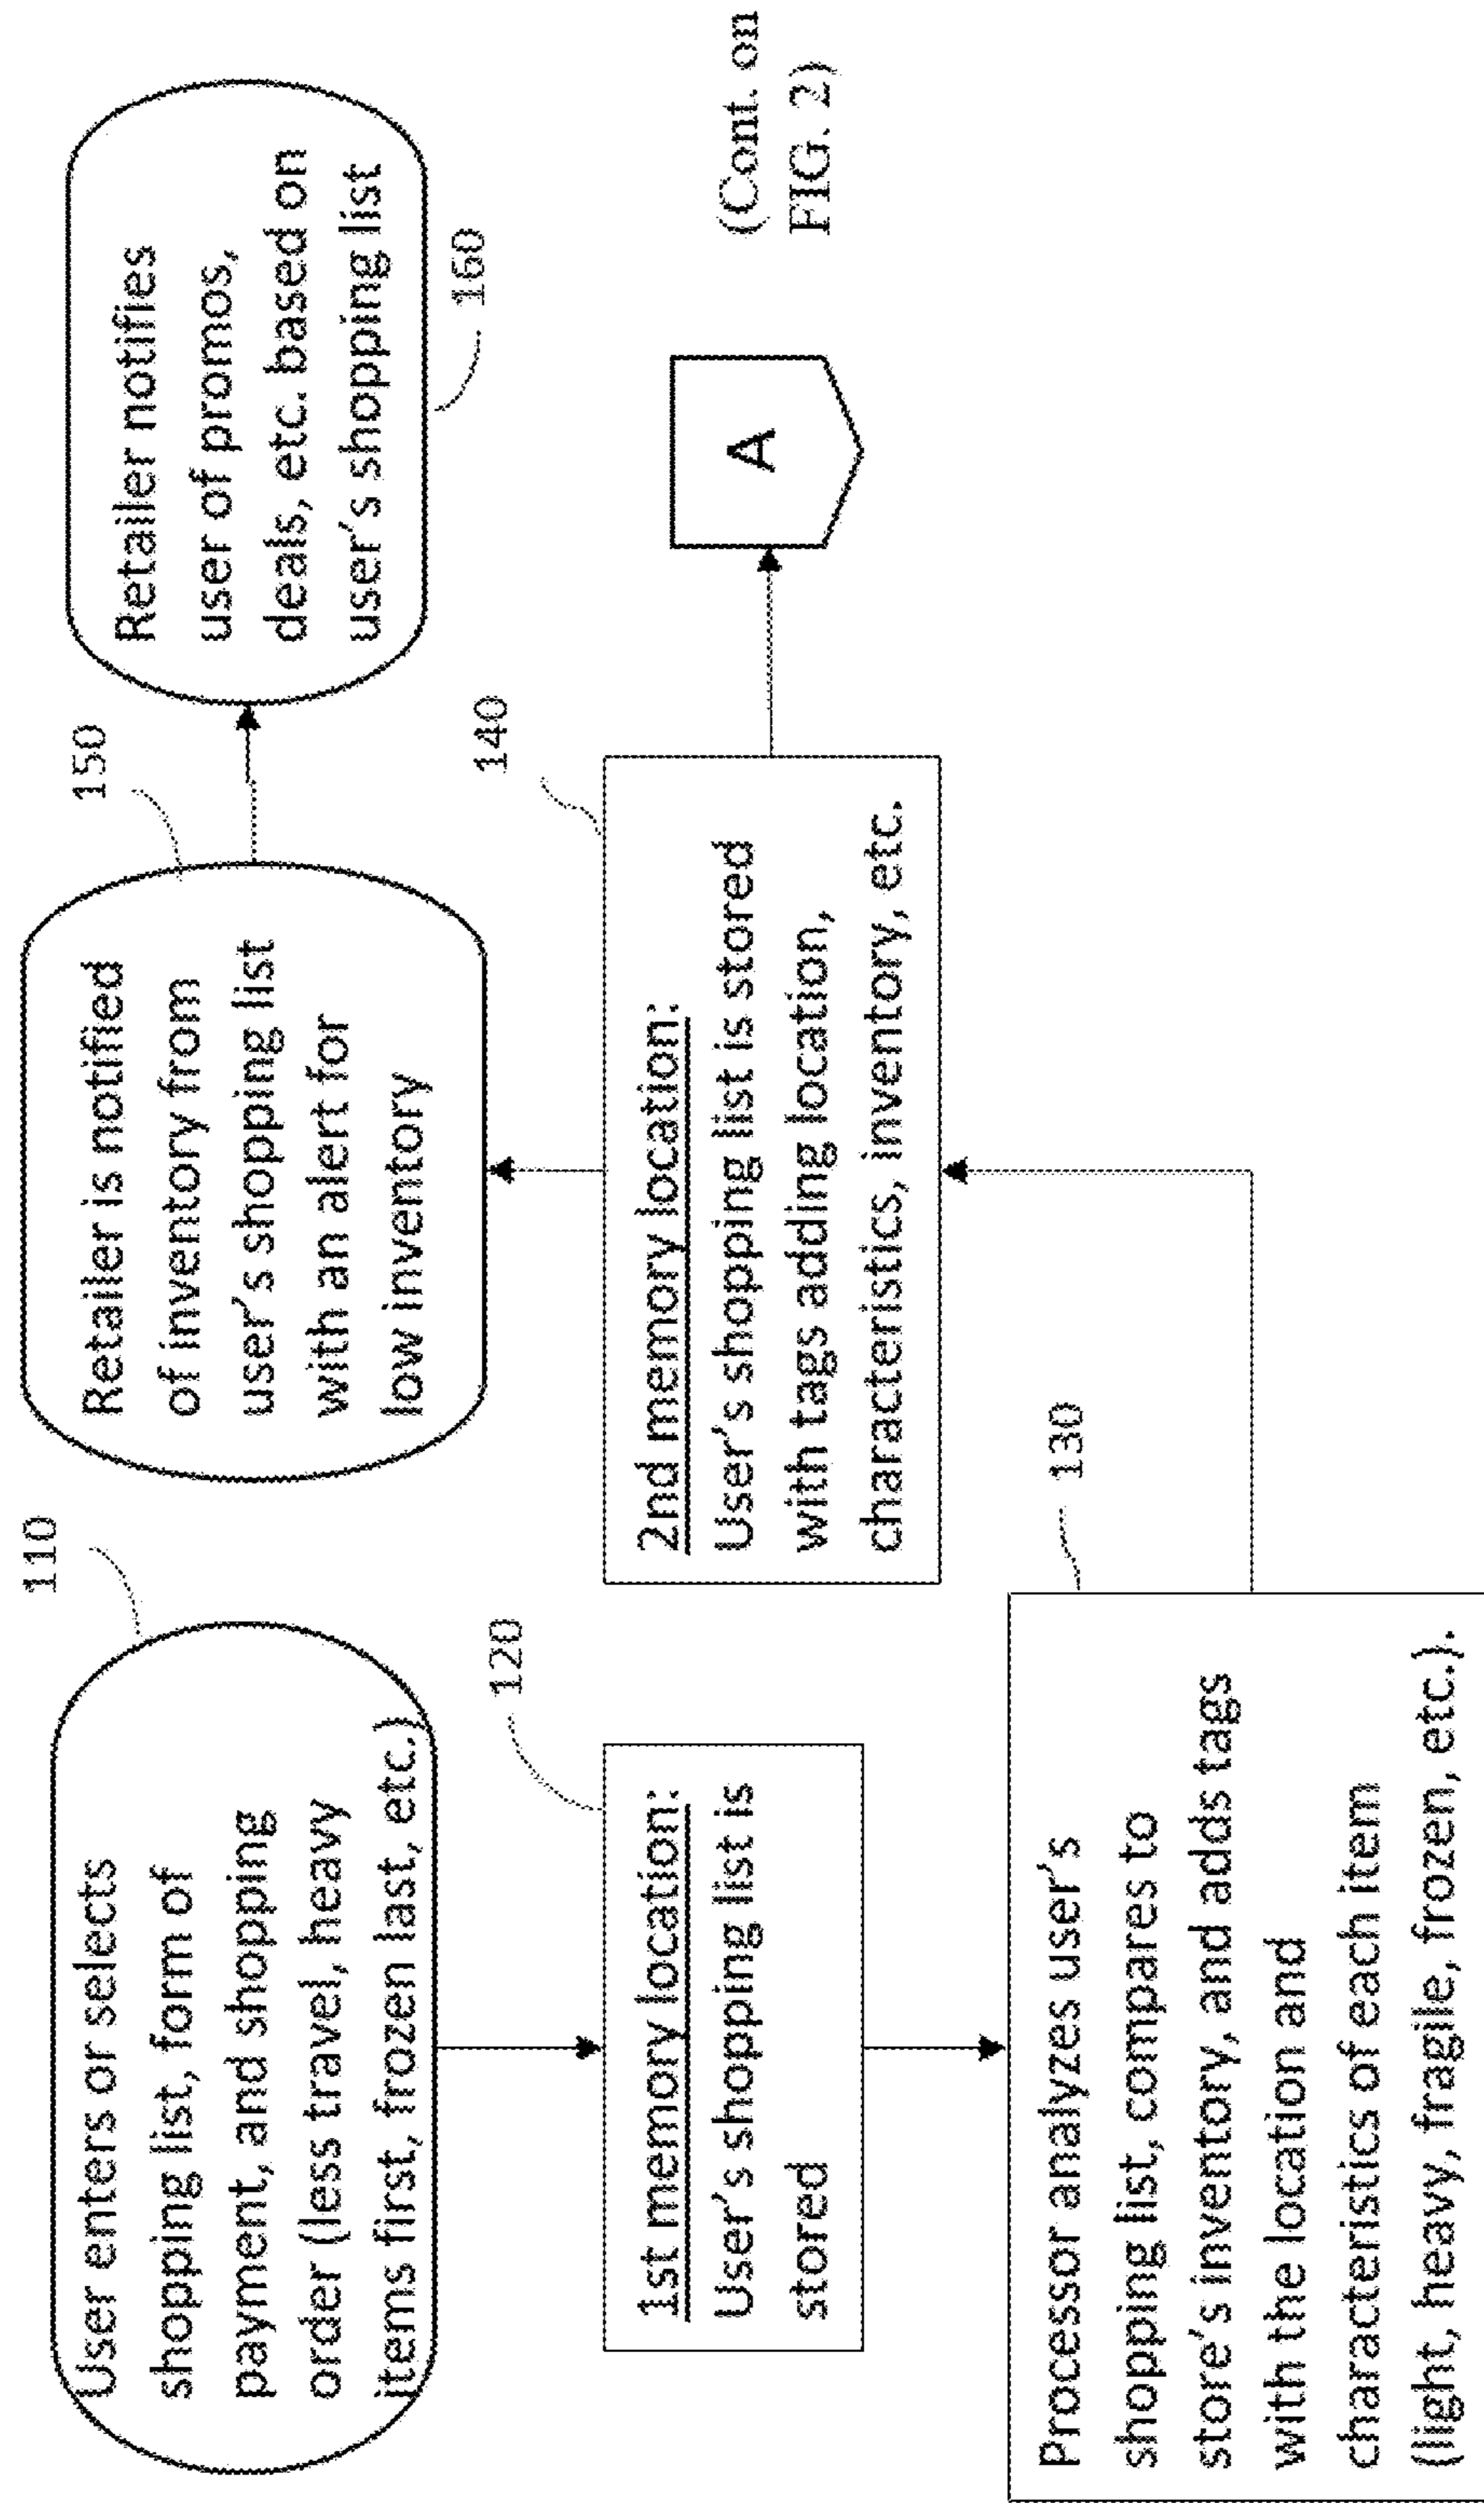 110
User enters or selects
shopping list, form of
payment, and shopping
order (less travel, heavy
items first, frozen last, etc.)
120
1st memory location:
User's shopping list is
stored
130
Processor analyzes user's
shopping list, compares to
store's inventory, and adds tags
with the location and
characteristics of each item
(light, heavy, fragile, frozen, etc.).
140
2nd memory location:
User's shopping list is stored
with tags adding location,
characteristics, inventory, etc.
150
Retailer is notified
of inventory from
user's shopping list
with an alert for
low inventory
160
Retailer notifies
user of promos,
deals, etc. based on
user's shopping list
A
(Cont. on
FIG. 2)